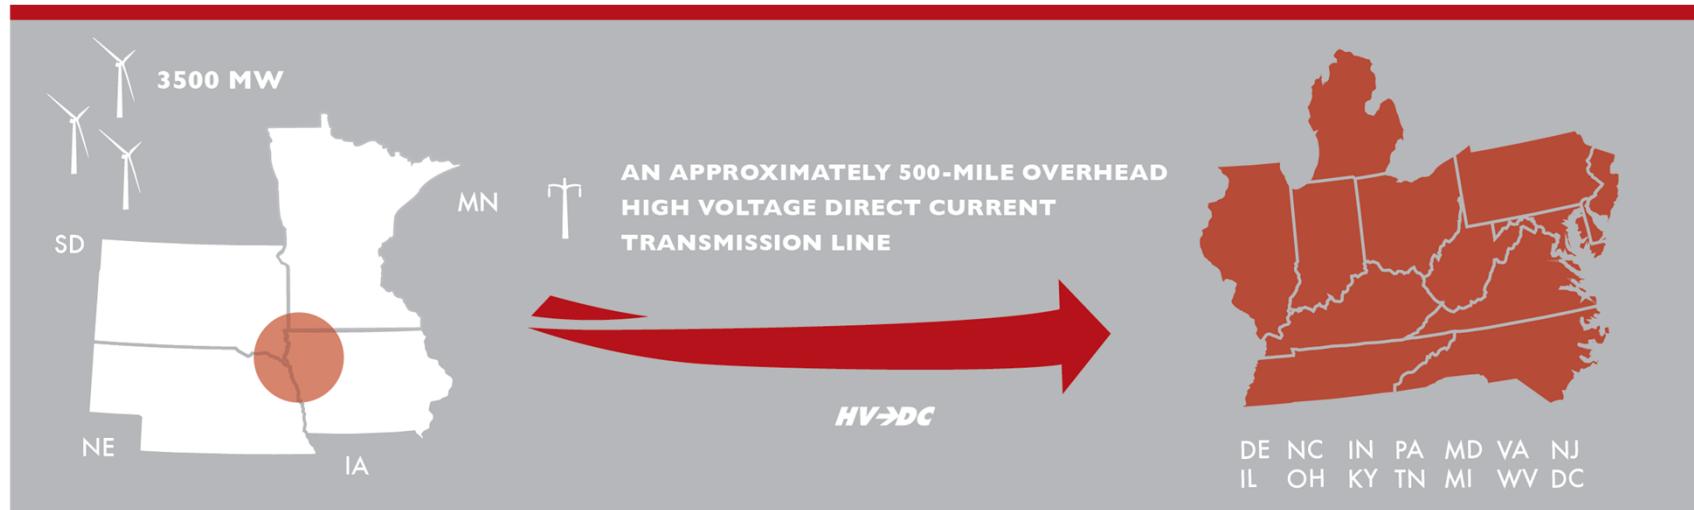 3500 MW
MN
SD
NE
IA
AN APPROXIMATELY 500-MILE OVERHEAD
HIGH VOLTAGE DIRECT CURRENT
TRANSMISSION LINE
HV→DC
DE NC IN PA MD VA NJ
IL OH KY TN MI WV DC